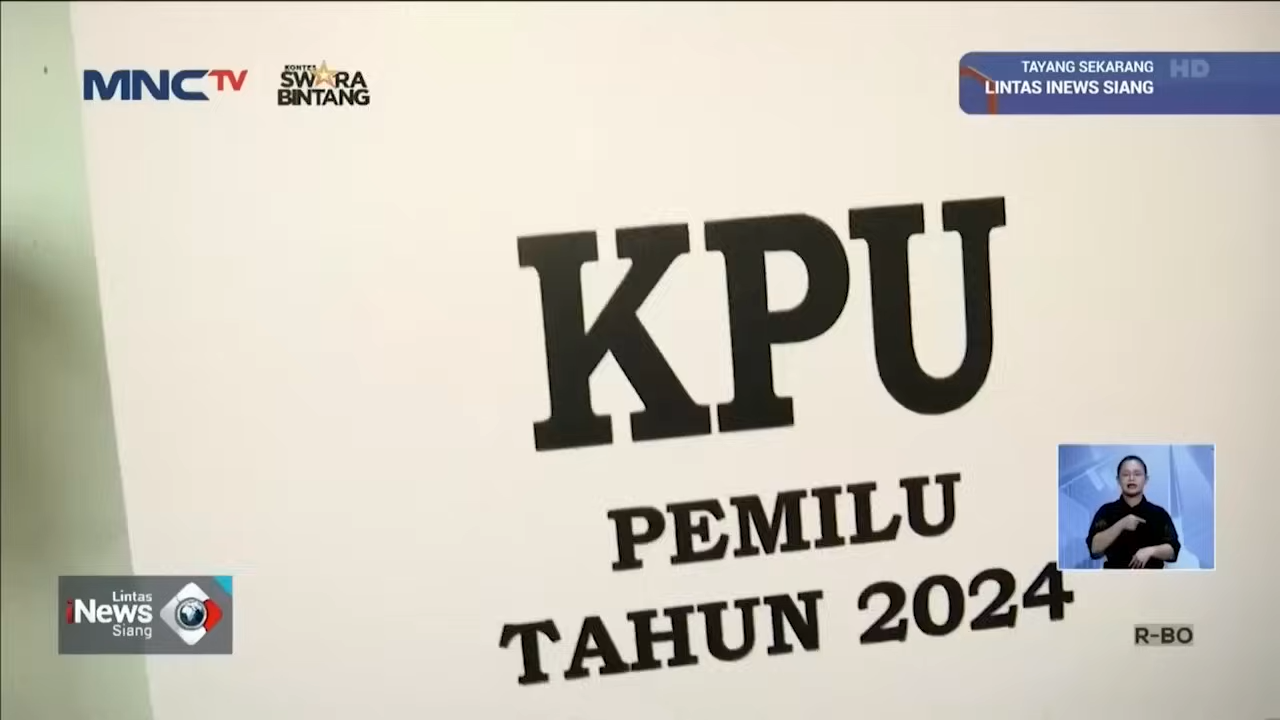 MNCTV
KONTES
SWARA
BINTANG
TAYANG SEKARANG
HD
LINTAS INEWS SIANG
KPU
PEMILU
TAHUN 2024
Lintas
iNews
Siang
R-BO